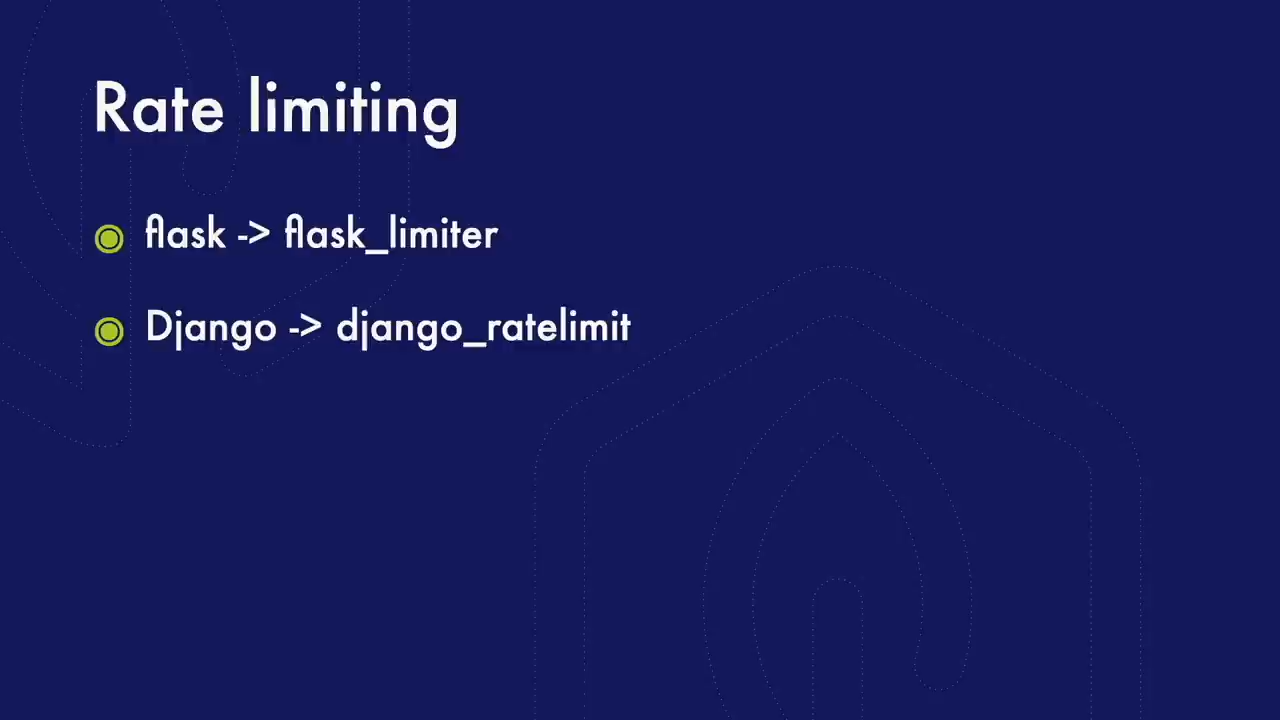 Rate limiting
flask -> flask_limiter
Django -> django_ratelimit